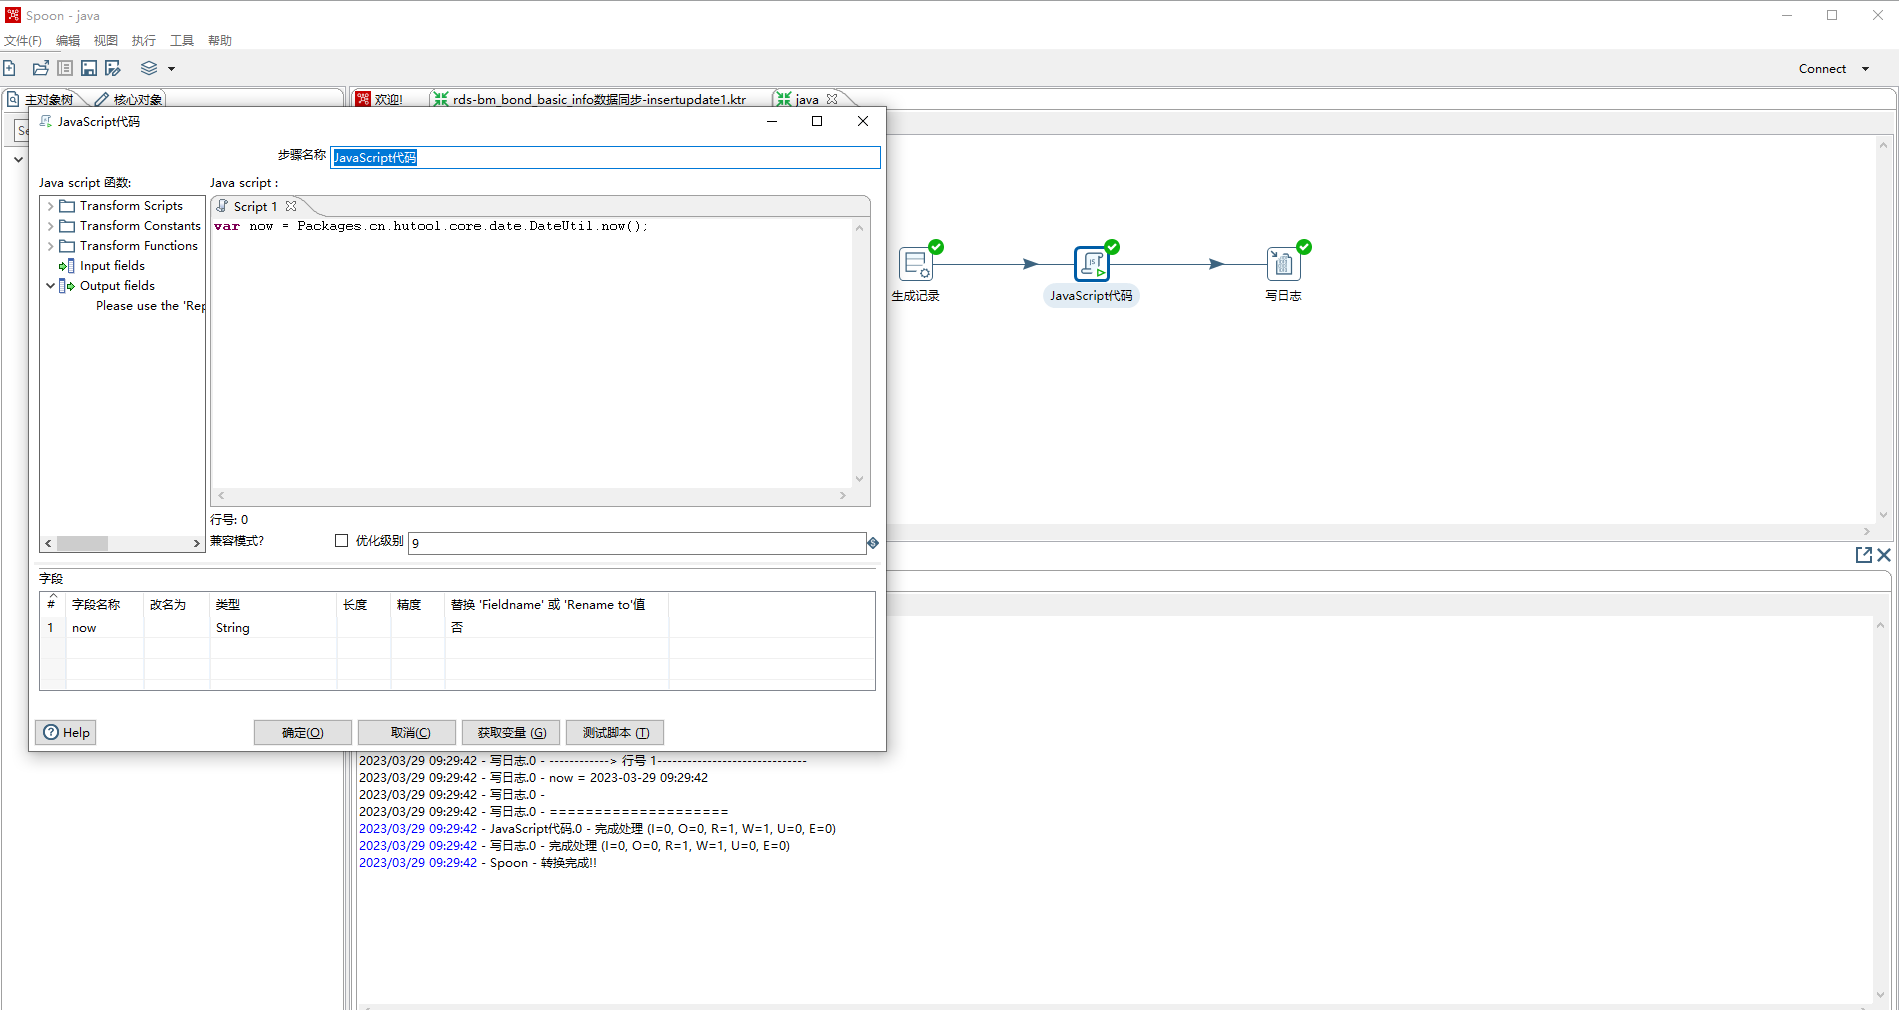 Spoon - java
文件(F) 编辑 视图 执行 工具 帮助
Connect
主对象树 核心对象 欢迎! rds-bm_bond_basic_info数据同步-insertupdate1.ktr java
Se
JavaScript代码
步骤名称 JavaScript代码
Java script 函数: Java script :
Transform Scripts
Transform Constants
Transform Functions
Input fields
Output fields
Please use the 'Rep
Script 1
var now = Packages.cn.hutool.core.date.DateUtil.now();
行号: 0
兼容模式? 优化级别 9
字段
# 字段名称 改名为 类型 长度 精度 替换 'Fieldname' 或 'Rename to'值
1 now String 否
Help 确定(O) 取消(C) 获取变量 (G) 测试脚本 (T)
生成记录 JavaScript代码 写日志
2023/03/29 09:29:42 - 写日志.0 - ------------> 行号 1------------------------------
2023/03/29 09:29:42 - 写日志.0 - now = 2023-03-29 09:29:42
2023/03/29 09:29:42 - 写日志.0 -
2023/03/29 09:29:42 - 写日志.0 - ====================
2023/03/29 09:29:42 - JavaScript代码.0 - 完成处理 (I=0, O=0, R=1, W=1, U=0, E=0)
2023/03/29 09:29:42 - 写日志.0 - 完成处理 (I=0, O=0, R=1, W=1, U=0, E=0)
2023/03/29 09:29:42 - Spoon - 转换完成!!